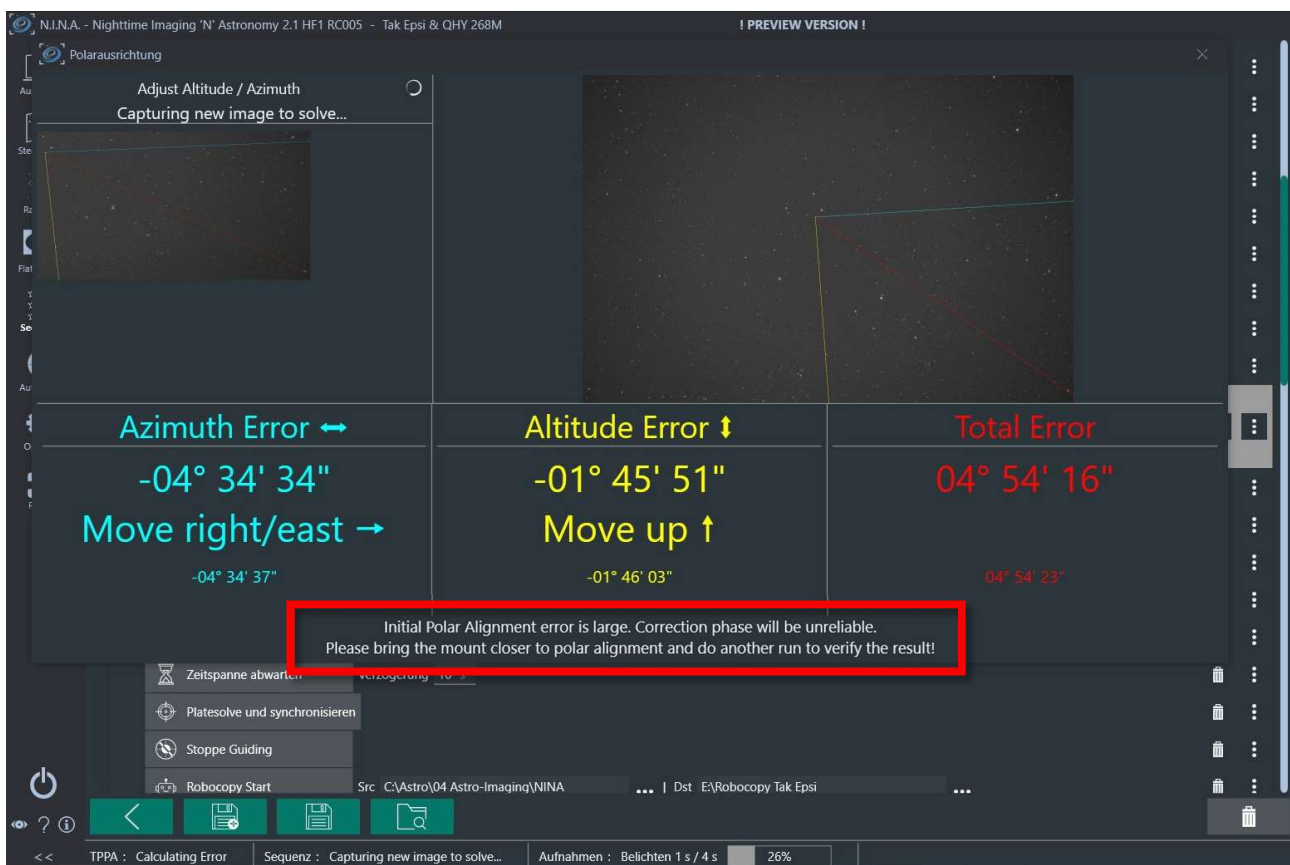 N.I.N.A. - Nighttime Imaging 'N' Astronomy 2.1 HF1 RC005 - Tak Epsi & QHY 268M
! PREVIEW VERSION !
Polarausrichtung
Adjust Altitude / Azimuth
Capturing new image to solve...
Azimuth Error ↔
Altitude Error ↕
Total Error
-04° 34' 34"
-01° 45' 51"
04° 54' 16"
Move right/east →
Move up ↑
-04° 34' 37"
-01° 46' 03"
04° 54' 23"
Initial Polar Alignment error is large. Correction phase will be unreliable.
Please bring the mount closer to polar alignment and do another run to verify the result!
Zeitspanne abwarten
Platesolve und synchronisieren
Stoppe Guiding
Robocopy Start Src C:\Astro\04 Astro-Imaging\NINA ... | Dst E:\Robocopy Tak Epsi ...
<< TPPA : Calculating Error Sequenz : Capturing new image to solve... Aufnahmen : Belichten 1 s / 4 s 26%